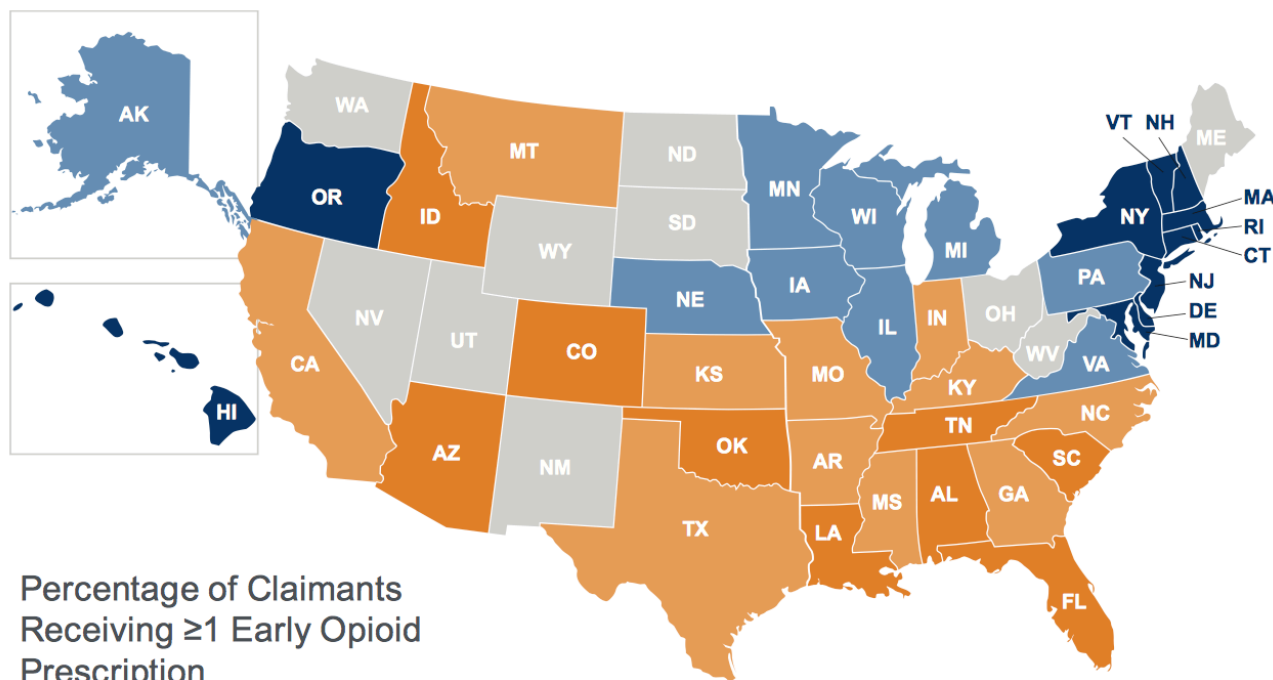 AK
WA
MT
ND
MN
VT NH
ME
OR
ID
SD
WI
MI
NY
MA
RI
CT
WY
NE
IA
PA
NJ
DE
MD
NV
UT
CO
IL
IN
OH
WV
VA
CA
KS
MO
KY
NC
HI
AZ
NM
OK
AR
TN
SC
TX
LA
MS
AL
GA
FL
Percentage of Claimants
Receiving ≥1 Early Opioid
Prescription